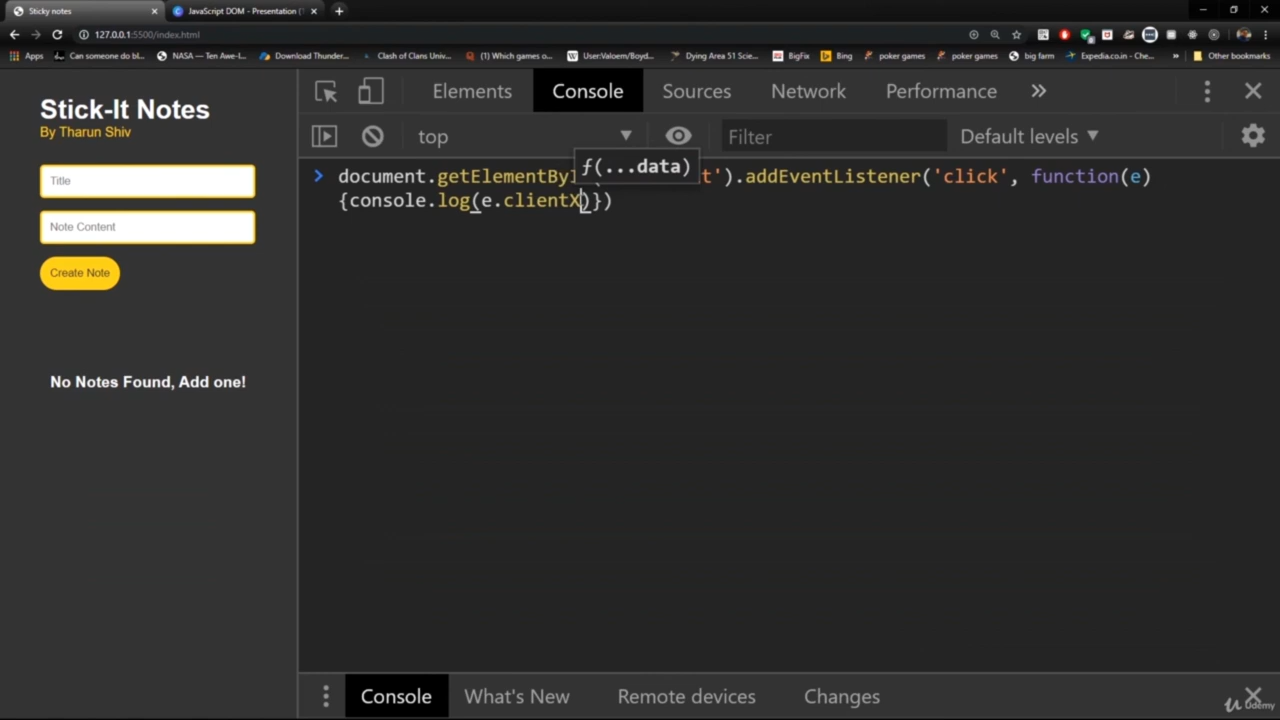 Sticky notes
JavaScript DOM - Presentation (1
127.0.0.1:5500/index.html
Apps
Can someone do bl...
NASA — Ten Awe-I...
Download Thunder...
Clash of Clans Univ...
(1) Which games o...
User:Valoem/Boyd...
Dying Area 51 Scie...
BigFix
Bing
poker games
poker games
big farm
Expedia.co.in - Che...
»
Other bookmarks
Stick-It Notes
By Tharun Shiv
Title
Note Content
Create Note
No Notes Found, Add one!
Elements
Console
Sources
Network
Performance
»
top
Filter
Default levels
ƒ(...data)
> document.getElementByI t').addEventListener('click', function(e)
{console.log(e.clientX)})
Console
What's New
Remote devices
Changes
Udemy